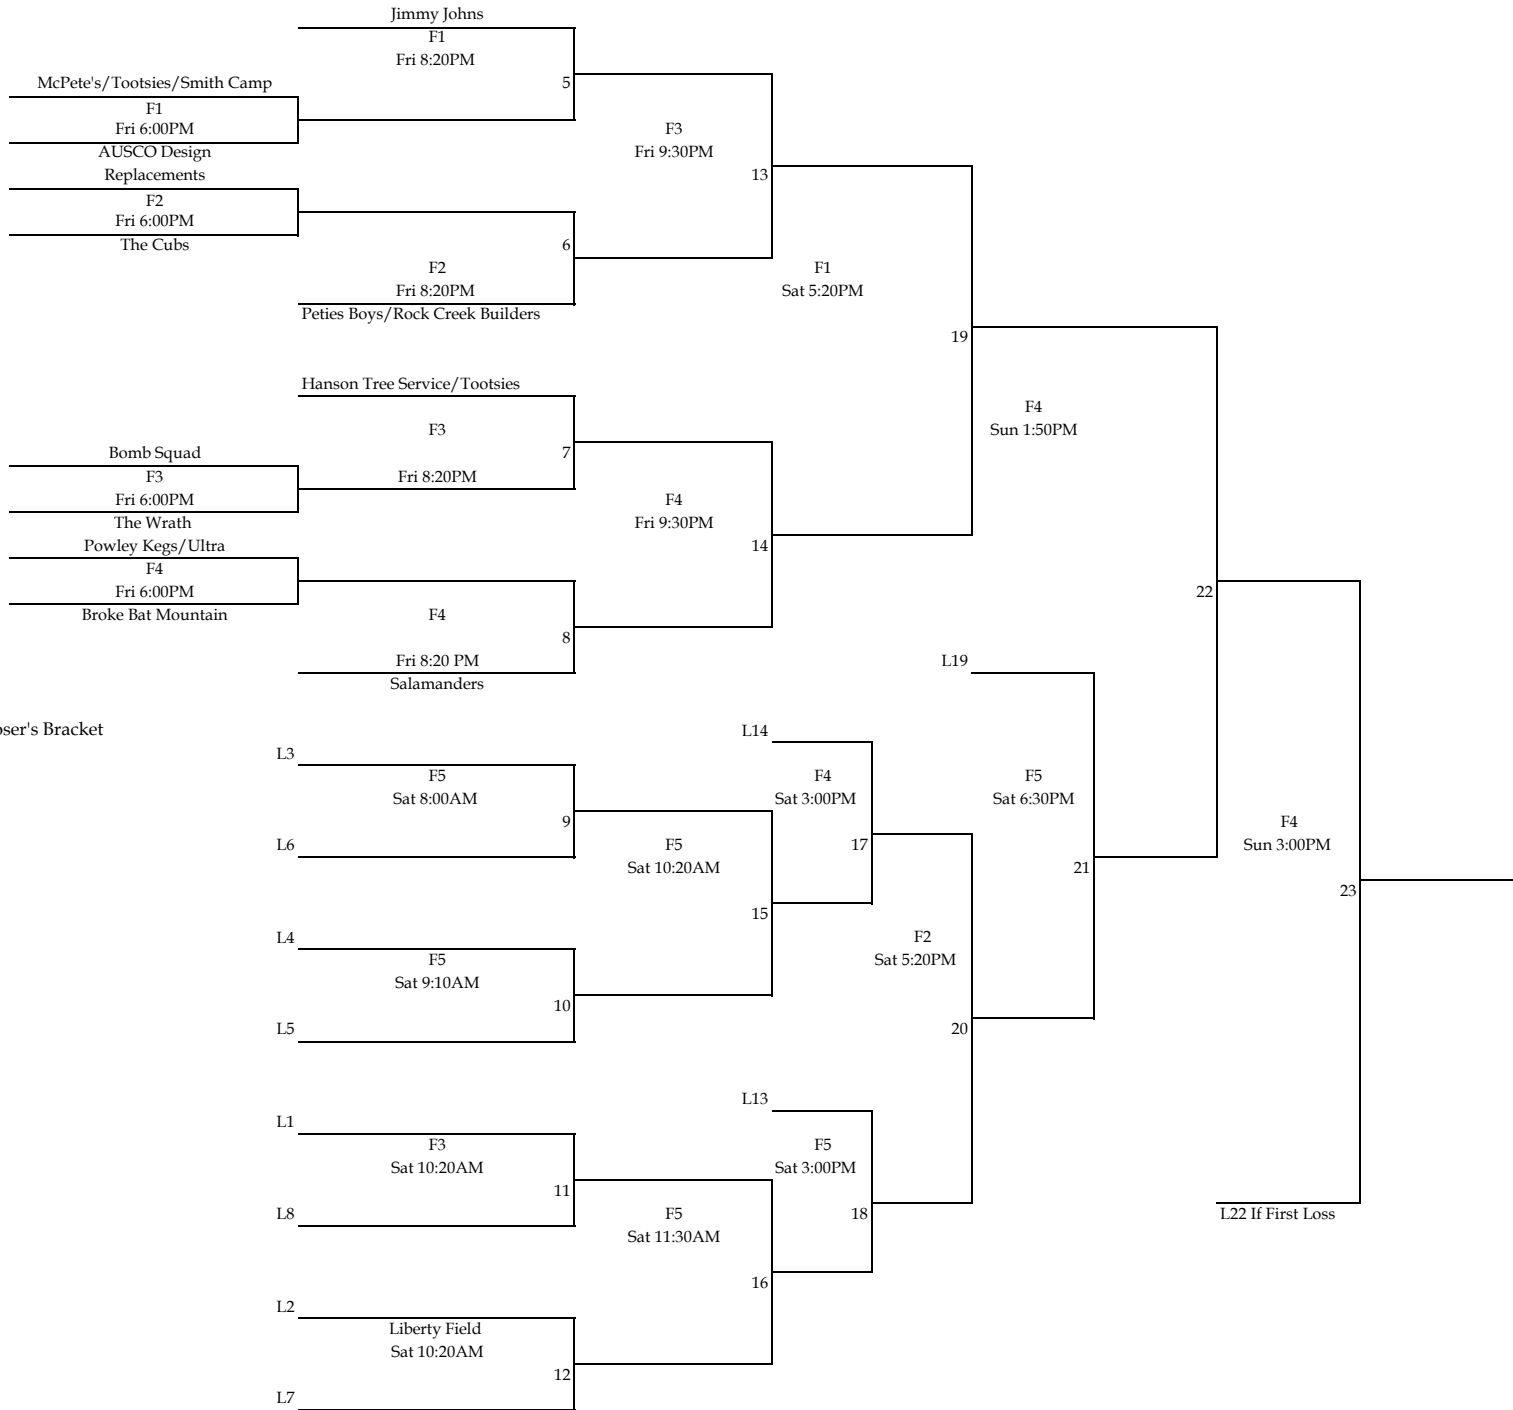 Jimmy Johns
F1
Fri 8:20PM
5
McPete's/Tootsies/Smith Camp
F1
Fri 6:00PM
AUSCO Design
F3
Fri 9:30PM
13
Replacements
F2
Fri 6:00PM
The Cubs
6
F2
Fri 8:20PM
Peties Boys/Rock Creek Builders
F1
Sat 5:20PM
19
Hanson Tree Service/Tootsies
F3
7
Fri 8:20PM
F4
Sun 1:50PM
Bomb Squad
F3
Fri 6:00PM
The Wrath
F4
Fri 9:30PM
14
Powley Kegs/Ultra
F4
Fri 6:00PM
Broke Bat Mountain
F4
8
Fri 8:20 PM
Salamanders
22
L19
oser's Bracket
L14
L3
F5
Sat 8:00AM
9
L6
F4
Sat 3:00PM
17
F5
Sat 6:30PM
21
F5
Sat 10:20AM
15
F4
Sun 3:00PM
23
L4
F5
Sat 9:10AM
10
L5
F2
Sat 5:20PM
20
L13
L1
F3
Sat 10:20AM
11
L8
F5
Sat 3:00PM
18
F5
Sat 11:30AM
16
L22 If First Loss
L2
Liberty Field
Sat 10:20AM
12
L7